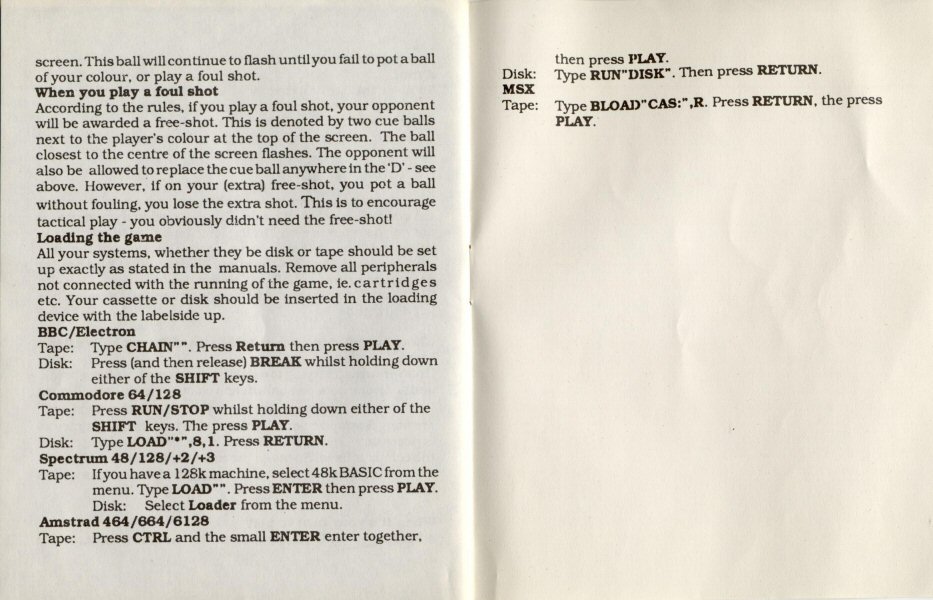 screen. This ball will continue to flash until you fail to pot a ball
of your colour, or play a foul shot.
When you play a foul shot
According to the rules, if you play a foul shot, your opponent
will be awarded a free-shot. This is denoted by two cue balls
next to the player's colour at the top of the screen. The ball
closest to the centre of the screen flashes. The opponent will
also be allowed to replace the cue ball anywhere in the 'D' - see
above. However, if on your (extra) free-shot, you pot a ball
without fouling, you lose the extra shot. This is to encourage
tactical play - you obviously didn't need the free-shot!
Loading the game
All your systems, whether they be disk or tape should be set
up exactly as stated in the manuals. Remove all peripherals
not connected with the running of the game, ie. cartridges
etc. Your cassette or disk should be inserted in the loading
device with the labelside up.
BBC/Electron
Tape: Type CHAIN"". Press Return then press PLAY.
Disk: Press (and then release) BREAK whilst holding down
either of the SHIFT keys.
Commodore 64/128
Tape: Press RUN/STOP whilst holding down either of the
SHIFT keys. The press PLAY.
Disk: Type LOAD"*",8,1. Press RETURN.
Spectrum 48/128/+2/+3
Tape: If you have a 128k machine, select 48k BASIC from the
menu. Type LOAD"". Press ENTER then press PLAY.
Disk: Select Loader from the menu.
Amstrad 464/664/6128
Tape: Press CTRL and the small ENTER enter together,
then press PLAY.
Disk: Type RUN"DISK". Then press RETURN.
MSX
Tape: Type BLOAD"CAS:",R. Press RETURN, the press
PLAY.